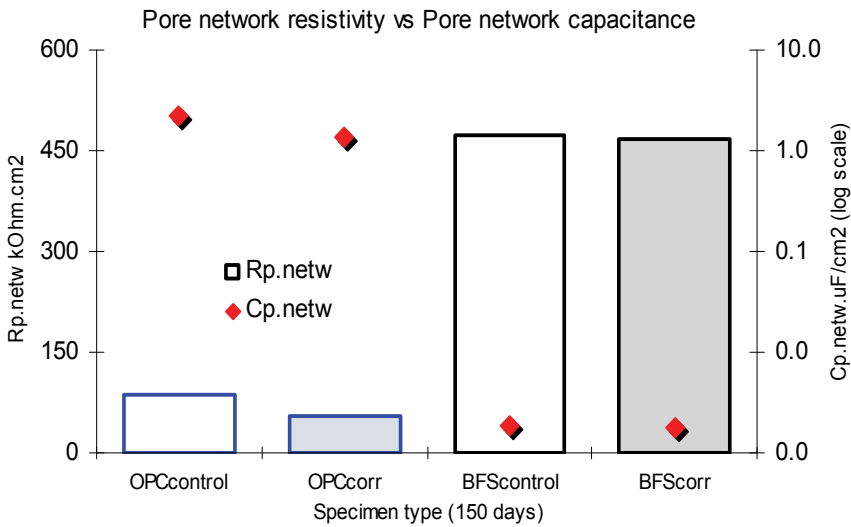 Pore network resistivity vs Pore network capacitance
600
450
300
150
0
Rp.netw kOhm.cm2
10.0
1.0
0.1
0.0
0.0
Cp.netw.uF/cm2 (log scale)
Rp.netw
Cp.netw
OPCcontrol OPCcorr BFScontrol BFScorr
Specimen type (150 days)